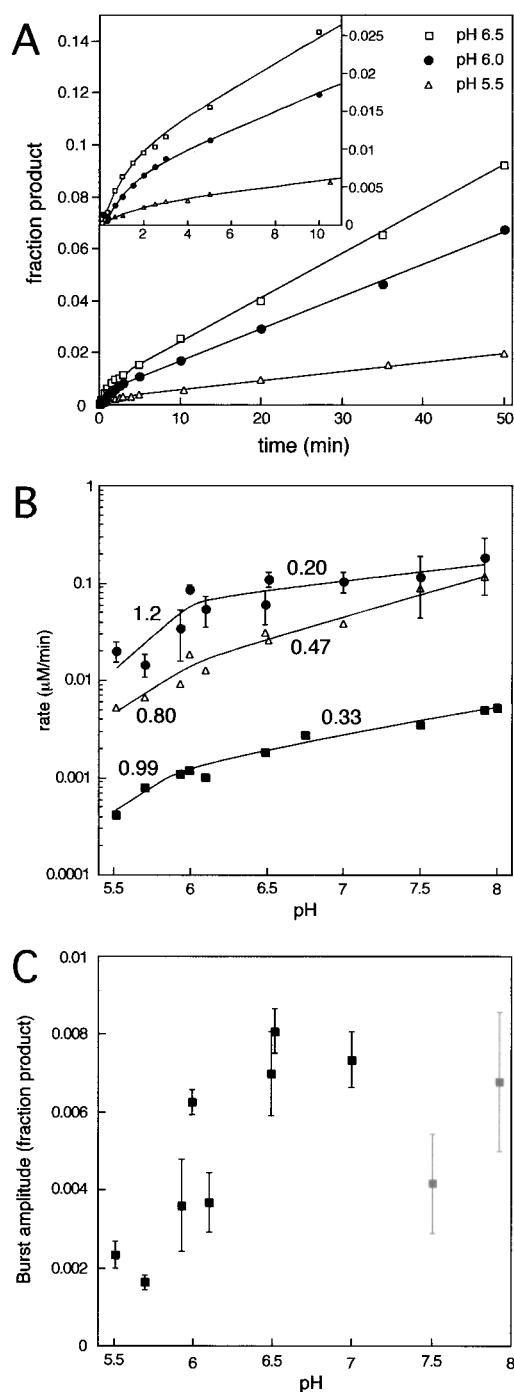 A
0.14
0.12
0.1
0.08
0.06
0.04
0.02
0
fraction product
0 10 20 30 40 50
time (min)
0 2 4 6 8 10
0.025
0.02
0.015
0.01
0.005
0
pH 6.5
pH 6.0
pH 5.5
B
1
0.1
0.01
0.001
0.0001
rate (μM/min)
1.2
0.20
0.47
0.80
0.99
0.33
5.5 6 6.5 7 7.5 8
pH
C
0.01
0.008
0.006
0.004
0.002
0
Burst amplitude (fraction product)
5.5 6 6.5 7 7.5 8
pH